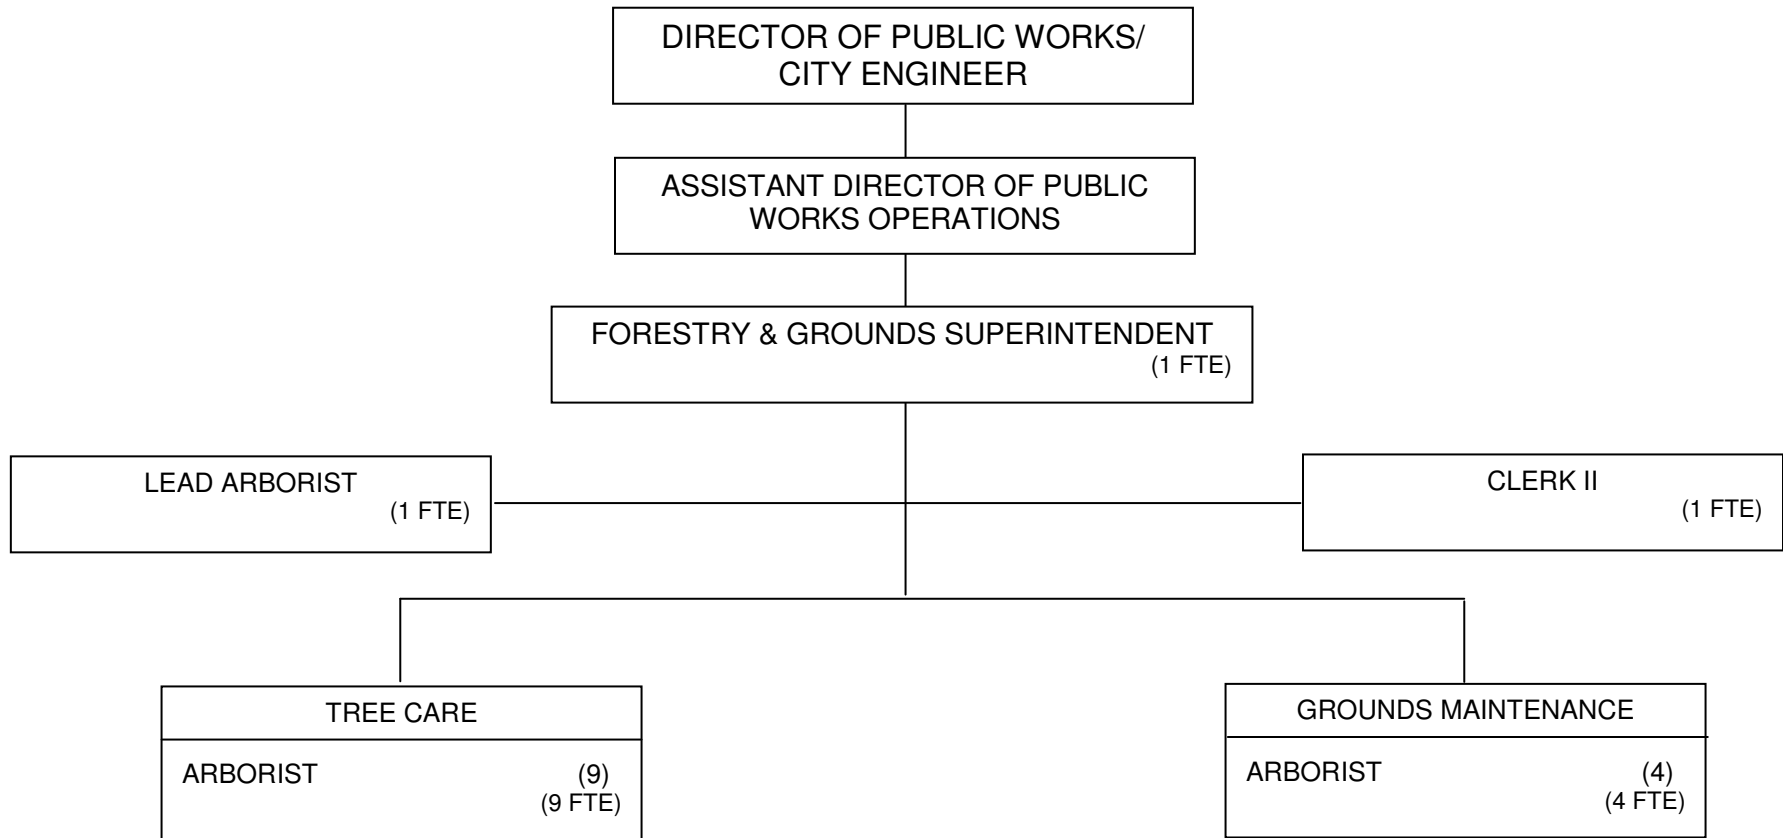 DIRECTOR OF PUBLIC WORKS/
CITY ENGINEER
ASSISTANT DIRECTOR OF PUBLIC
WORKS OPERATIONS
FORESTRY & GROUNDS SUPERINTENDENT
(1 FTE)
LEAD ARBORIST
(1 FTE)
CLERK II
(1 FTE)
TREE CARE
ARBORIST (9)
(9 FTE)
GROUNDS MAINTENANCE
ARBORIST (4)
(4 FTE)